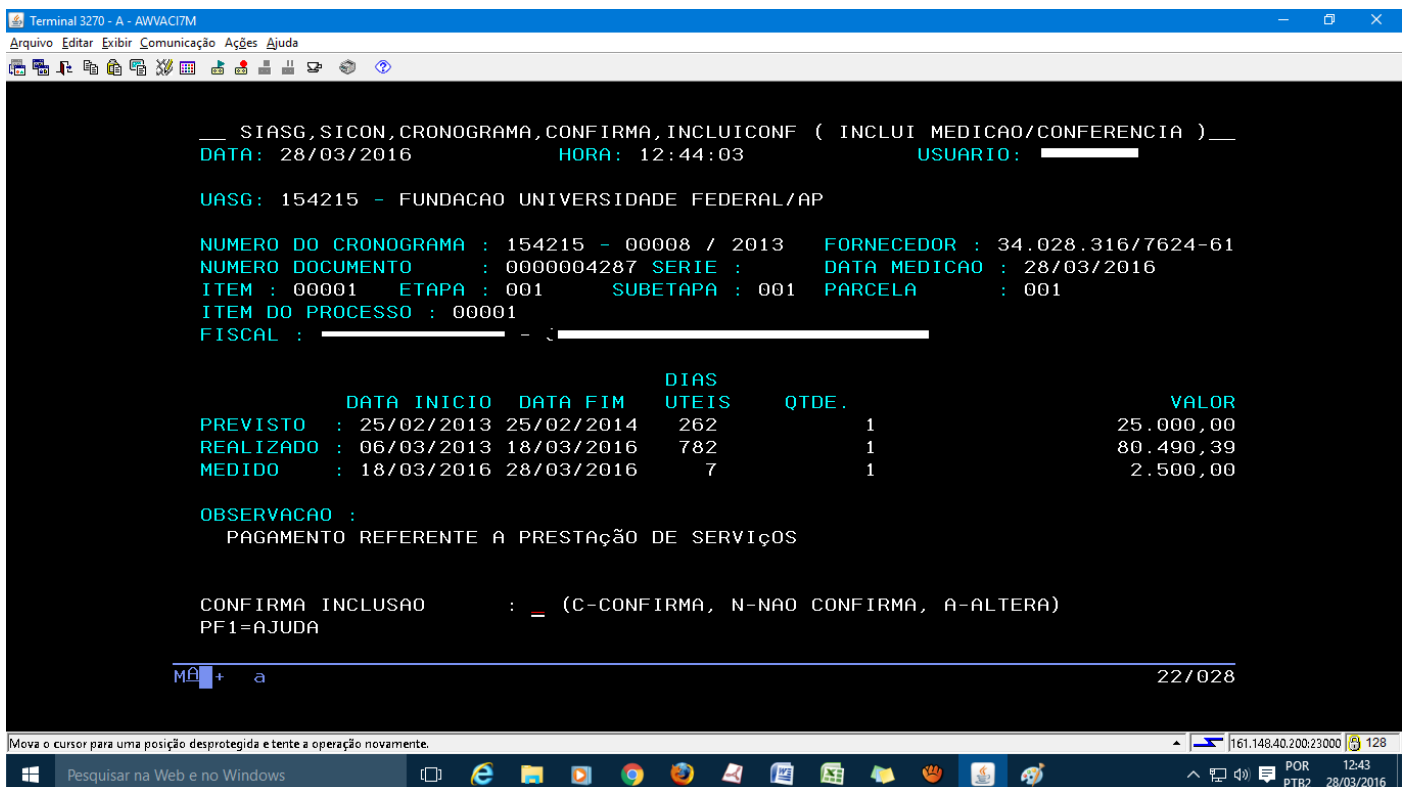 Terminal 3270 - A - AWVACI7M
Arquivo Editar Exibir Comunicação Ações Ajuda
__ SIASG,SICON,CRONOGRAMA,CONFIRMA,INCLUICONF ( INCLUI MEDICAO/CONFERENCIA )__
DATA: 28/03/2016 HORA: 12:44:03 USUARIO:
UASG: 154215 - FUNDACAO UNIVERSIDADE FEDERAL/AP
NUMERO DO CRONOGRAMA : 154215 - 00008 / 2013 FORNECEDOR : 34.028.316/7624-61
NUMERO DOCUMENTO : 0000004287 SERIE : DATA MEDICAO : 28/03/2016
ITEM : 00001 ETAPA : 001 SUBETAPA : 001 PARCELA : 001
ITEM DO PROCESSO : 00001
FISCAL : -
DIAS
DATA INICIO DATA FIM UTEIS QTDE. VALOR
PREVISTO : 25/02/2013 25/02/2014 262 1 25.000,00
REALIZADO : 06/03/2013 18/03/2016 782 1 80.490,39
MEDIDO : 18/03/2016 28/03/2016 7 1 2.500,00
OBSERVACAO :
PAGAMENTO REFERENTE A PRESTAçãO DE SERVIçOS
CONFIRMA INCLUSAO : _ (C-CONFIRMA, N-NAO CONFIRMA, A-ALTERA)
PF1=AJUDA
MA + a 22/028
Mova o cursor para uma posição desprotegida e tente a operação novamente. 161.148.40.200:23000 128
Pesquisar na Web e no Windows POR 12:43
PTB2 28/03/2016